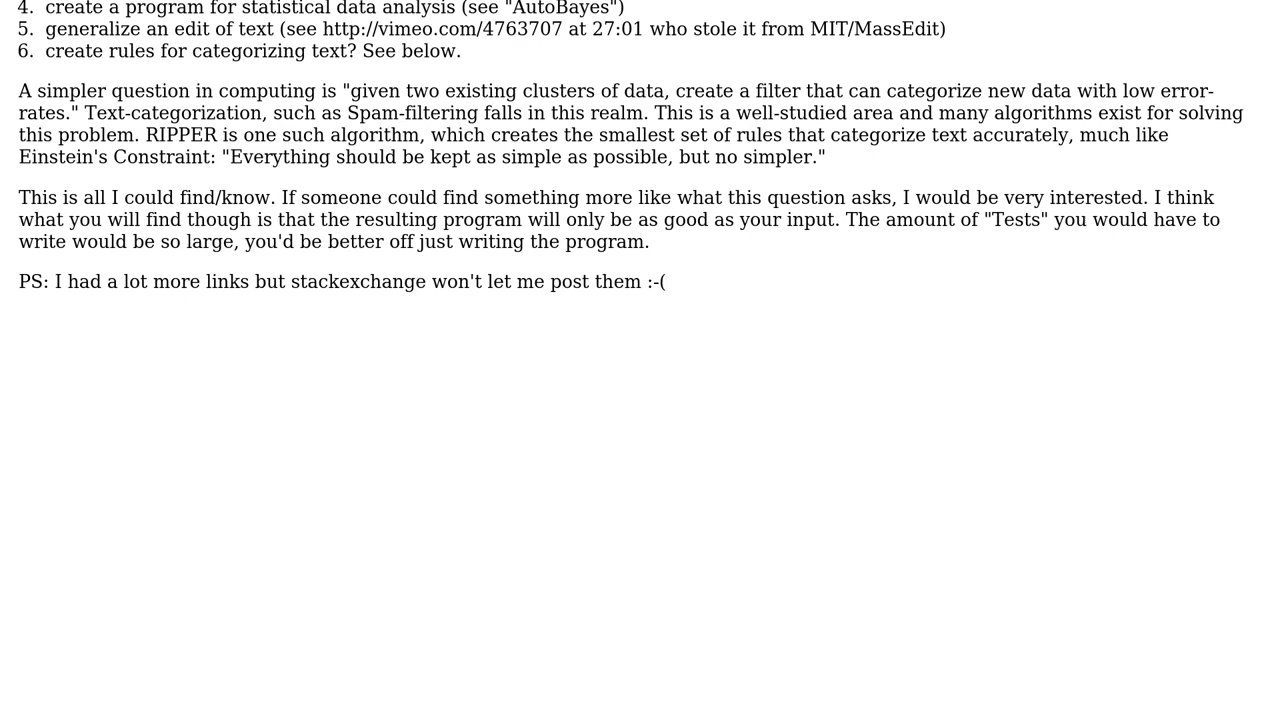 4. create a program for statistical data analysis (see "AutoBayes")
5. generalize an edit of text (see http://vimeo.com/4763707 at 27:01 who stole it from MIT/MassEdit)
6. create rules for categorizing text? See below.
A simpler question in computing is "given two existing clusters of data, create a filter that can categorize new data with low error-
rates." Text-categorization, such as Spam-filtering falls in this realm. This is a well-studied area and many algorithms exist for solving
this problem. RIPPER is one such algorithm, which creates the smallest set of rules that categorize text accurately, much like
Einstein's Constraint: "Everything should be kept as simple as possible, but no simpler."
This is all I could find/know. If someone could find something more like what this question asks, I would be very interested. I think
what you will find though is that the resulting program will only be as good as your input. The amount of "Tests" you would have to
write would be so large, you'd be better off just writing the program.
PS: I had a lot more links but stackexchange won't let me post them :-(